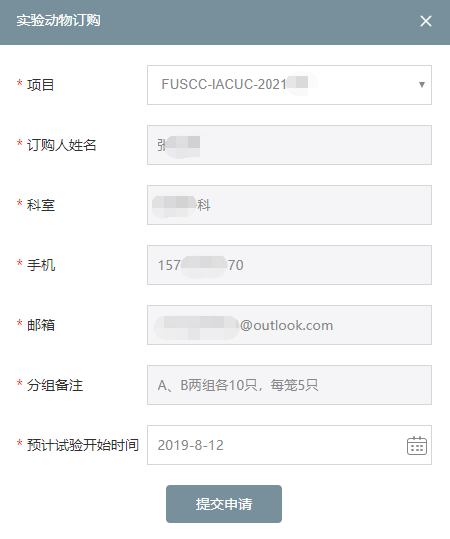 实验动物订购
* 项目 FUSCC-IACUC-2021
* 订购人姓名 张
* 科室 科
* 手机 157 70
* 邮箱 @outlook.com
* 分组备注 A、B两组各10只，每笼5只
* 预计试验开始时间 2019-8-12
提交申请